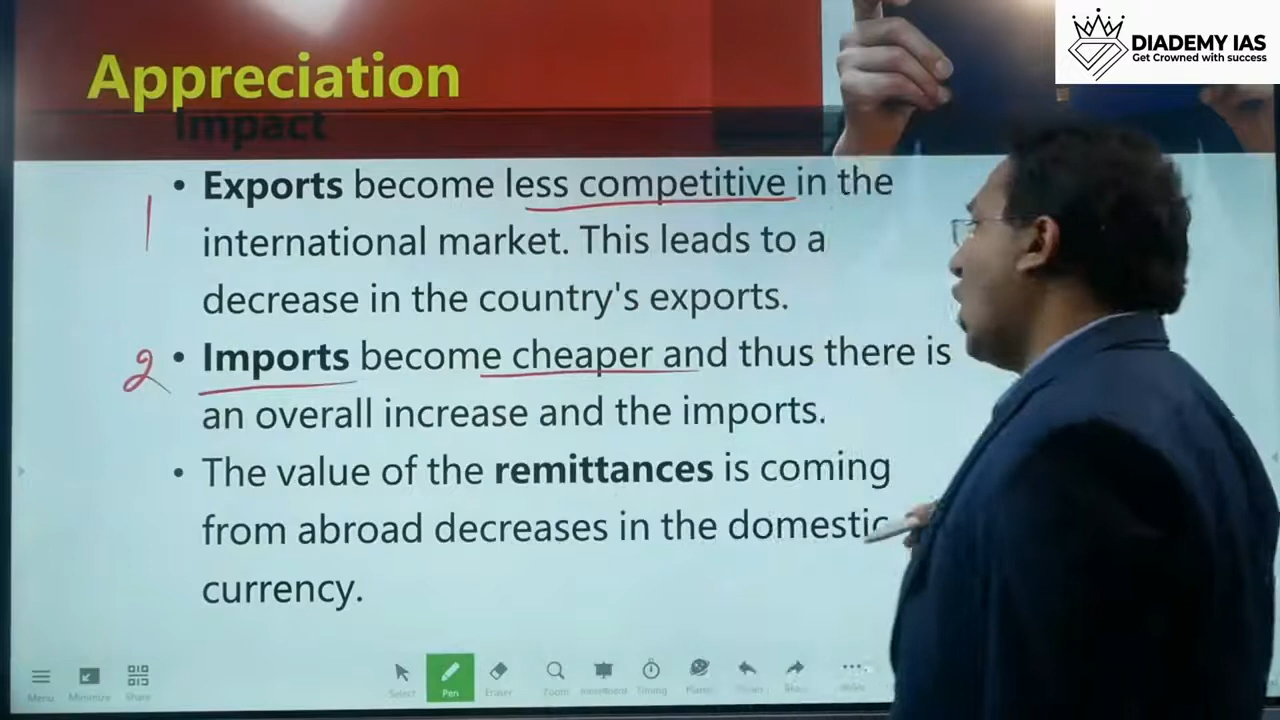 DIADEMY IAS
Get Crowned with success
Appreciation
Impact
1 • Exports become less competitive in the
international market. This leads to a
decrease in the country's exports.
2 • Imports become cheaper and thus there is
an overall increase and the imports.
• The value of the remittances is coming
from abroad decreases in the domestic
currency.
Menu Minimize Share Select Pen Eraser Zoom Timing